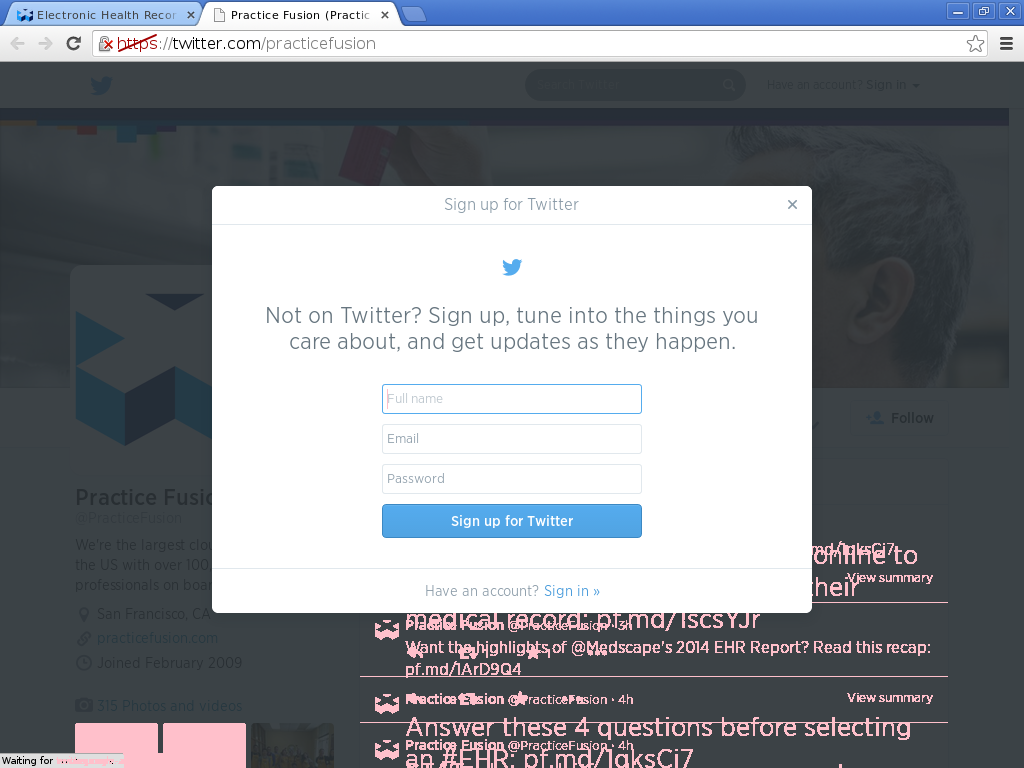 Electronic Health Recor
Practice Fusion (Practic
https://twitter.com/practicefusion
Search Twitter
Have an account? Sign in
Sign up for Twitter
Not on Twitter? Sign up, tune into the things you
care about, and get updates as they happen.
Full name
Email
Password
Sign up for Twitter
Have an account? Sign in »
Follow
Practice Fusio
@PracticeFusion
We're the largest clou
the US with over 100,
professionals on boar
San Francisco, CA
practicefusion.com
Joined February 2009
315 Photos and videos
md/1qksCj7
online to
View summary
their
medical record: pf.md/1scsYJr
Practice Fusion @PracticeFusion · 3h
Want the highlights of @Medscape's 2014 EHR Report? Read this recap:
pf.md/1ArD9Q4
Practice Fusion @PracticeFusion · 4h
View summary
Answer these 4 questions before selecting
Practice Fusion @PracticeFusion · 4h
an #EHR: pf.md/1qksCj7
Waiting for